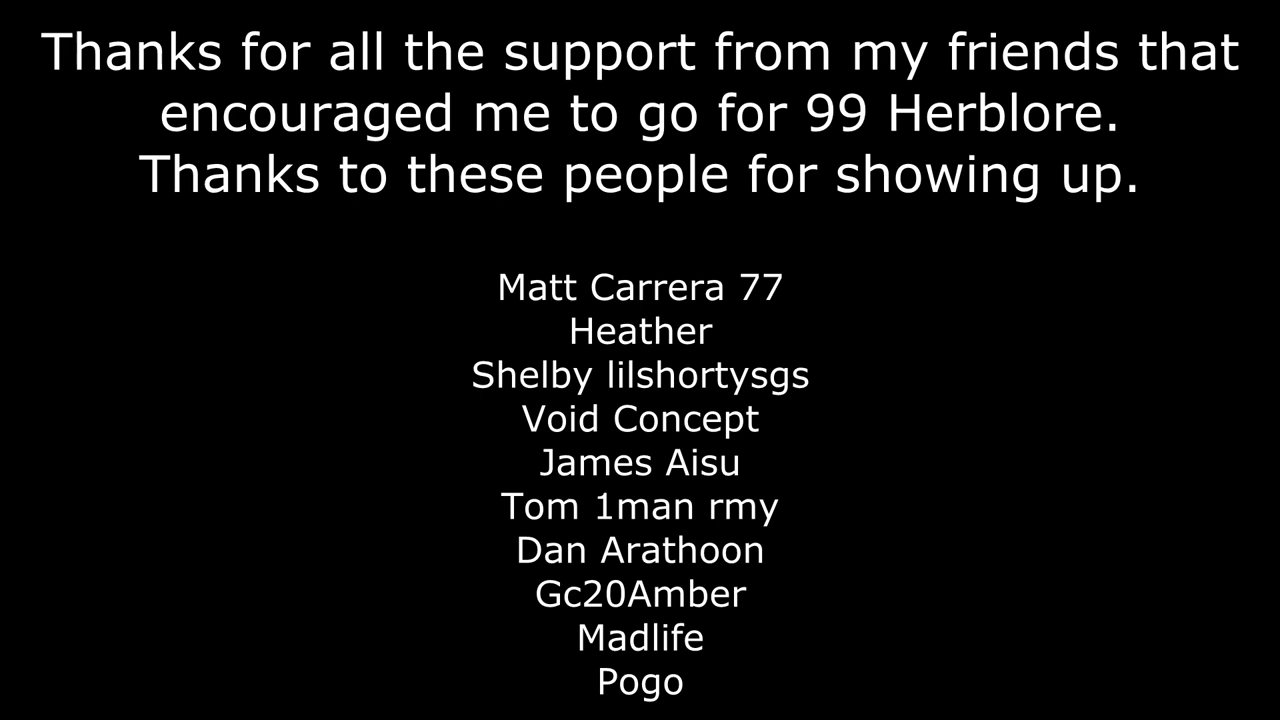 Thanks for all the support from my friends that
encouraged me to go for 99 Herblore.
Thanks to these people for showing up.
Matt Carrera 77
Heather
Shelby lilshortysgs
Void Concept
James Aisu
Tom 1man rmy
Dan Arathoon
Gc20Amber
Madlife
Pogo